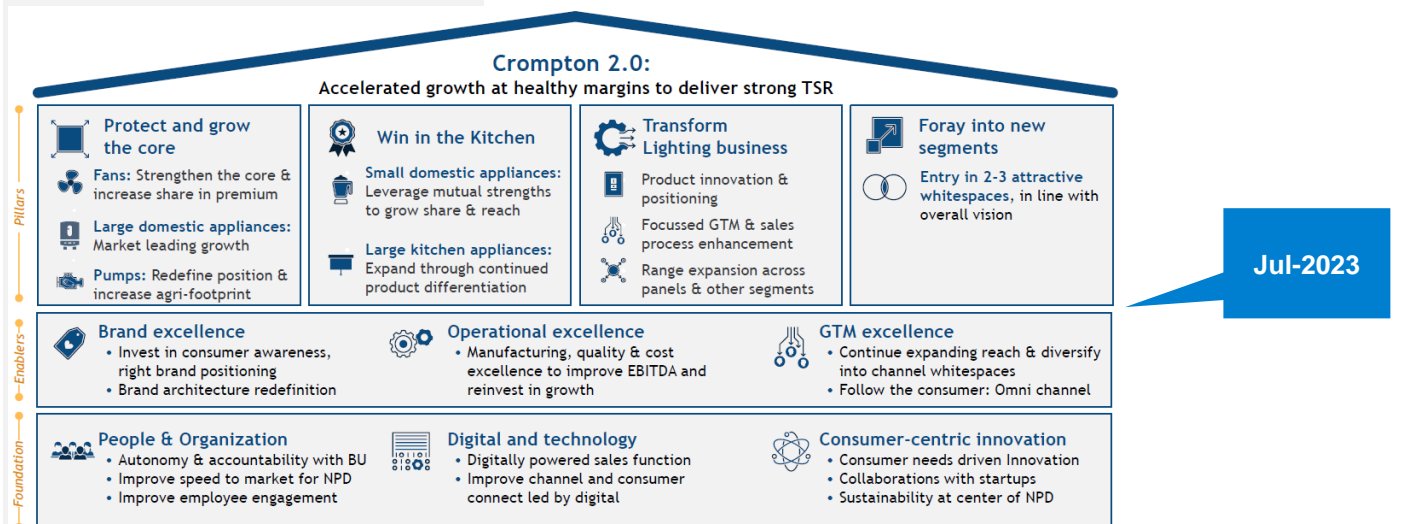 Crompton 2.0:
Accelerated growth at healthy margins to deliver strong TSR
Pillars
Protect and grow
the core
Fans: Strengthen the core &
increase share in premium
Large domestic appliances:
Market leading growth
Pumps: Redefine position &
increase agri-footprint
Win in the Kitchen
Small domestic appliances:
Leverage mutual strengths
to grow share & reach
Large kitchen appliances:
Expand through continued
product differentiation
Transform
Lighting business
Product innovation &
positioning
Focussed GTM & sales
process enhancement
Range expansion across
panels & other segments
Foray into new
segments
Entry in 2-3 attractive
whitespaces, in line with
overall vision
Jul-2023
Enablers
Brand excellence
• Invest in consumer awareness,
right brand positioning
• Brand architecture redefinition
Operational excellence
• Manufacturing, quality & cost
excellence to improve EBITDA and
reinvest in growth
GTM excellence
• Continue expanding reach & diversify
into channel whitespaces
• Follow the consumer: Omni channel
Foundation
People & Organization
• Autonomy & accountability with BU
• Improve speed to market for NPD
• Improve employee engagement
Digital and technology
• Digitally powered sales function
• Improve channel and consumer
connect led by digital
Consumer-centric innovation
• Consumer needs driven Innovation
• Collaborations with startups
• Sustainability at center of NPD